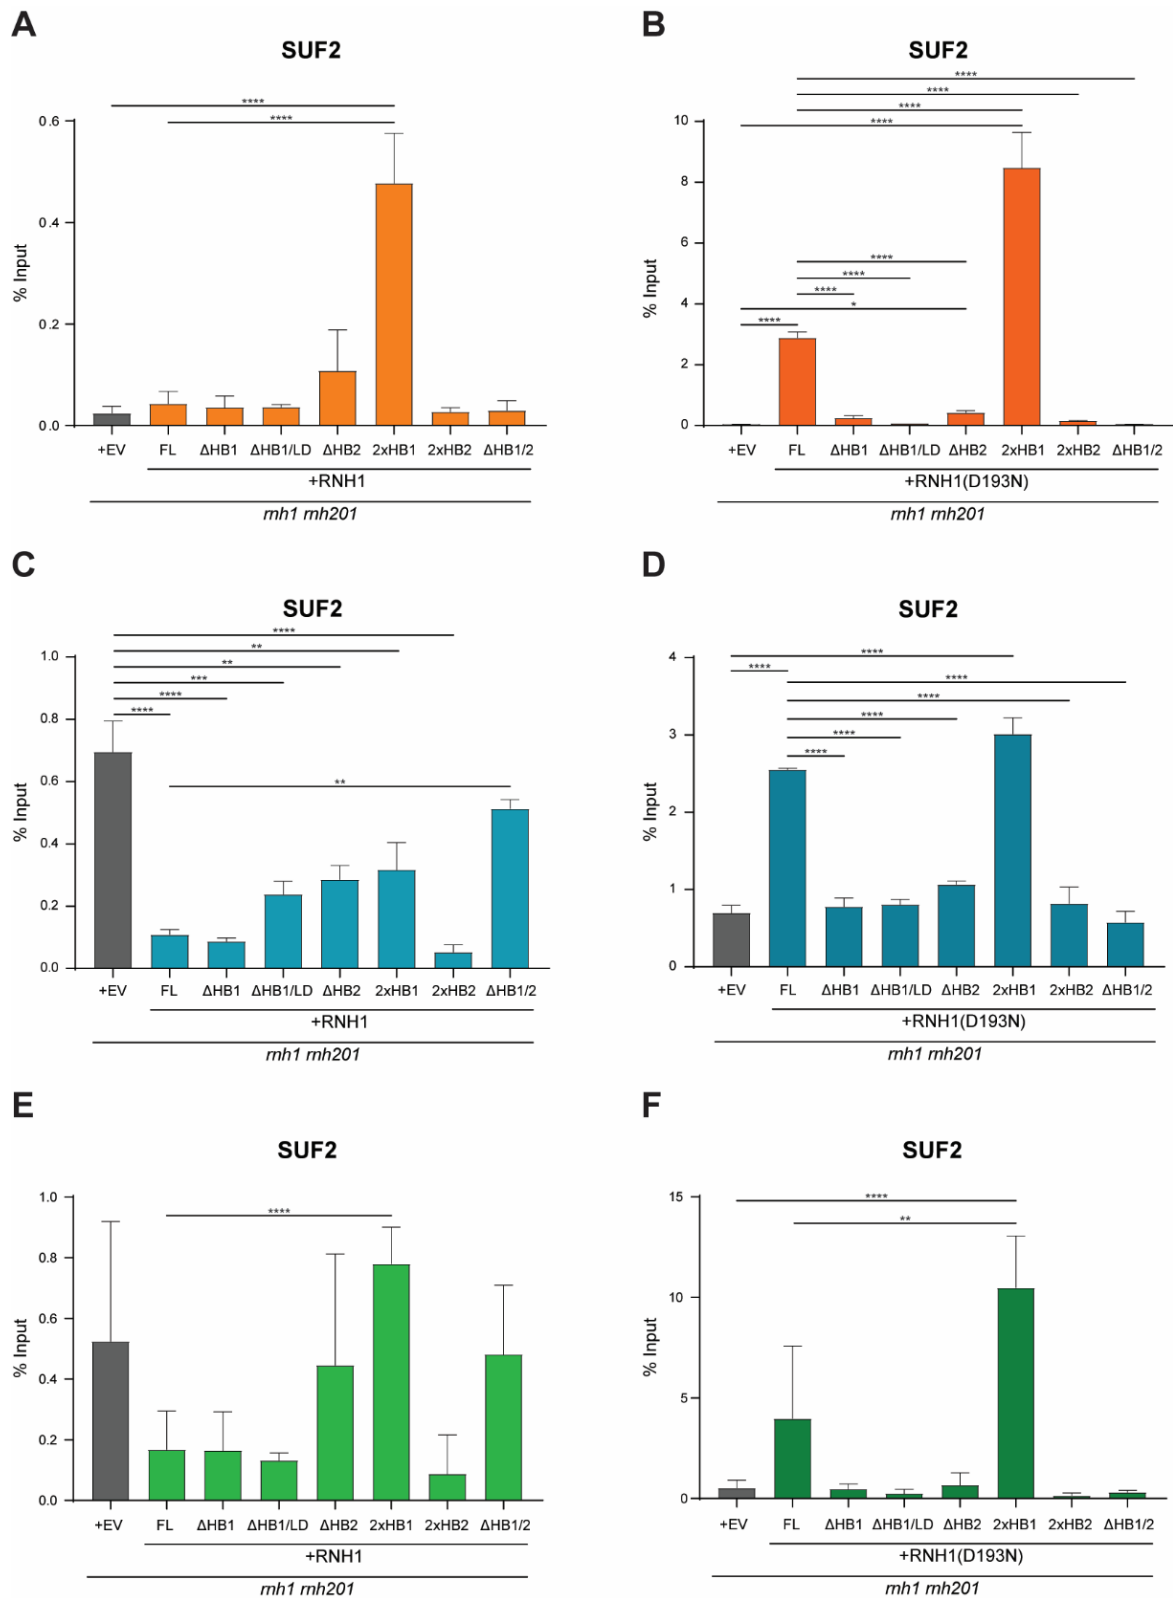 A
SUF2
****
****
% Input
0.6
0.4
0.2
0.0
+EV FL ΔHB1 ΔHB1/LD ΔHB2 2xHB1 2xHB2 ΔHB1/2
+RNH1
rnh1 rnh201
B
SUF2
****
****
****
****
****
****
****
*
****
% Input
10
8
6
4
2
0
+EV FL ΔHB1 ΔHB1/LD ΔHB2 2xHB1 2xHB2 ΔHB1/2
+RNH1(D193N)
rnh1 rnh201
C
SUF2
****
**
**
***
****
****
**
% Input
1.0
0.8
0.6
0.4
0.2
0.0
+EV FL ΔHB1 ΔHB1/LD ΔHB2 2xHB1 2xHB2 ΔHB1/2
+RNH1
rnh1 rnh201
D
SUF2
****
****
****
****
****
****
****
% Input
4
3
2
1
0
+EV FL ΔHB1 ΔHB1/LD ΔHB2 2xHB1 2xHB2 ΔHB1/2
+RNH1(D193N)
rnh1 rnh201
E
SUF2
****
% Input
1.0
0.8
0.6
0.4
0.2
0.0
+EV FL ΔHB1 ΔHB1/LD ΔHB2 2xHB1 2xHB2 ΔHB1/2
+RNH1
rnh1 rnh201
F
SUF2
****
**
% Input
15
10
5
0
+EV FL ΔHB1 ΔHB1/LD ΔHB2 2xHB1 2xHB2 ΔHB1/2
+RNH1(D193N)
rnh1 rnh201